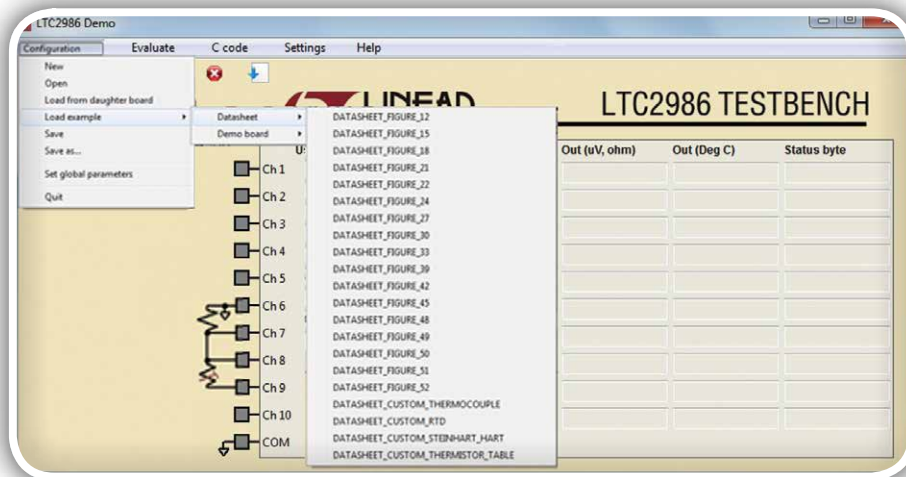 LTC2986 Demo
Configuration Evaluate C code Settings Help
New
Open
Load from daughter board
Load example
Save
Save as...
Set global parameters
Quit
Datasheet
Demo board
DATASHEET_FIGURE_12
DATASHEET_FIGURE_15
DATASHEET_FIGURE_18
DATASHEET_FIGURE_21
DATASHEET_FIGURE_22
DATASHEET_FIGURE_24
DATASHEET_FIGURE_27
DATASHEET_FIGURE_30
DATASHEET_FIGURE_33
DATASHEET_FIGURE_39
DATASHEET_FIGURE_42
DATASHEET_FIGURE_45
DATASHEET_FIGURE_48
DATASHEET_FIGURE_49
DATASHEET_FIGURE_50
DATASHEET_FIGURE_51
DATASHEET_FIGURE_52
DATASHEET_CUSTOM_THERMOCOUPLE
DATASHEET_CUSTOM_RTD
DATASHEET_CUSTOM_STEINHART_HART
DATASHEET_CUSTOM_THERMISTOR_TABLE
LTC2986 TESTBENCH
Out (uV, ohm) Out (Deg C) Status byte
Ch 1
Ch 2
Ch 3
Ch 4
Ch 5
Ch 6
Ch 7
Ch 8
Ch 9
Ch 10
COM